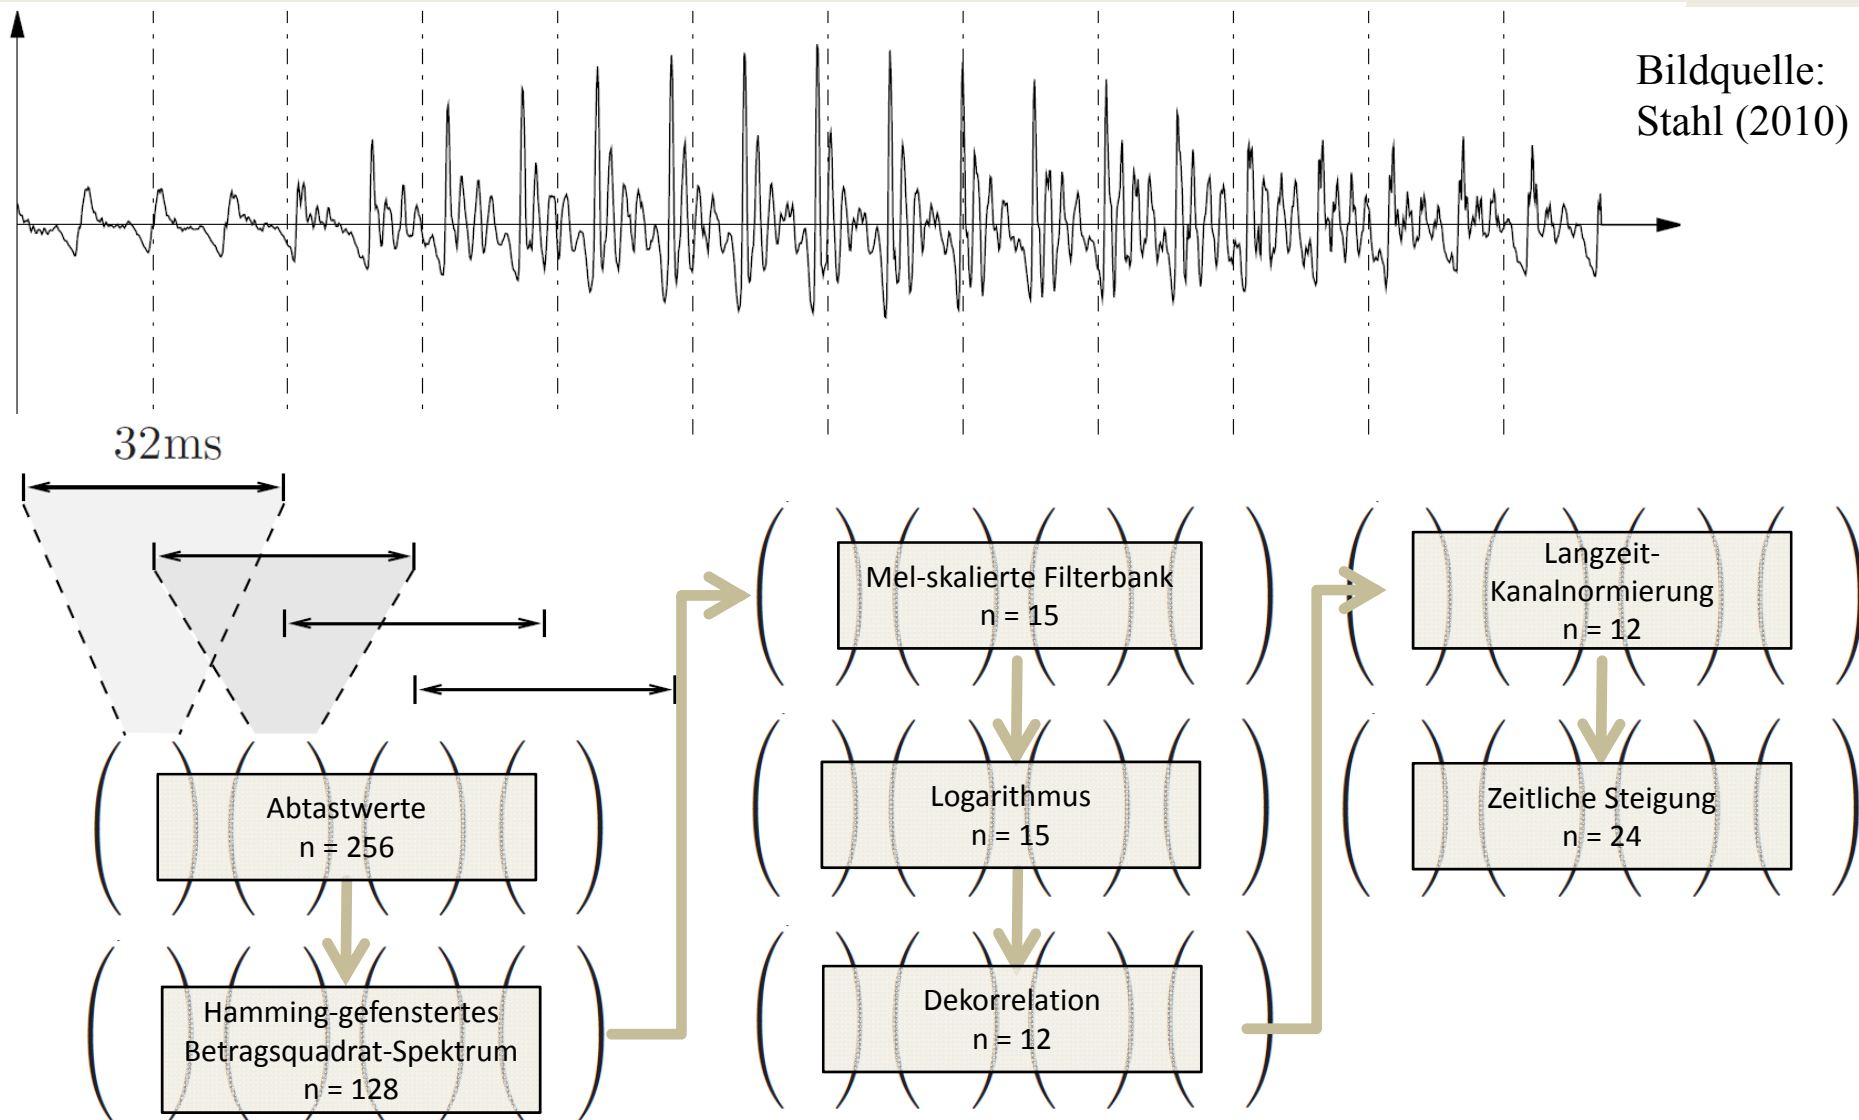 Bildquelle:
Stahl (2010)
32ms
Abtastwerte
n = 256
Hamming-gefenstertes
Betragsquadrat-Spektrum
n = 128
Mel-skalierte Filterbank
n = 15
Logarithmus
n = 15
Dekorrelation
n = 12
Langzeit-
Kanalnormierung
n = 12
Zeitliche Steigung
n = 24